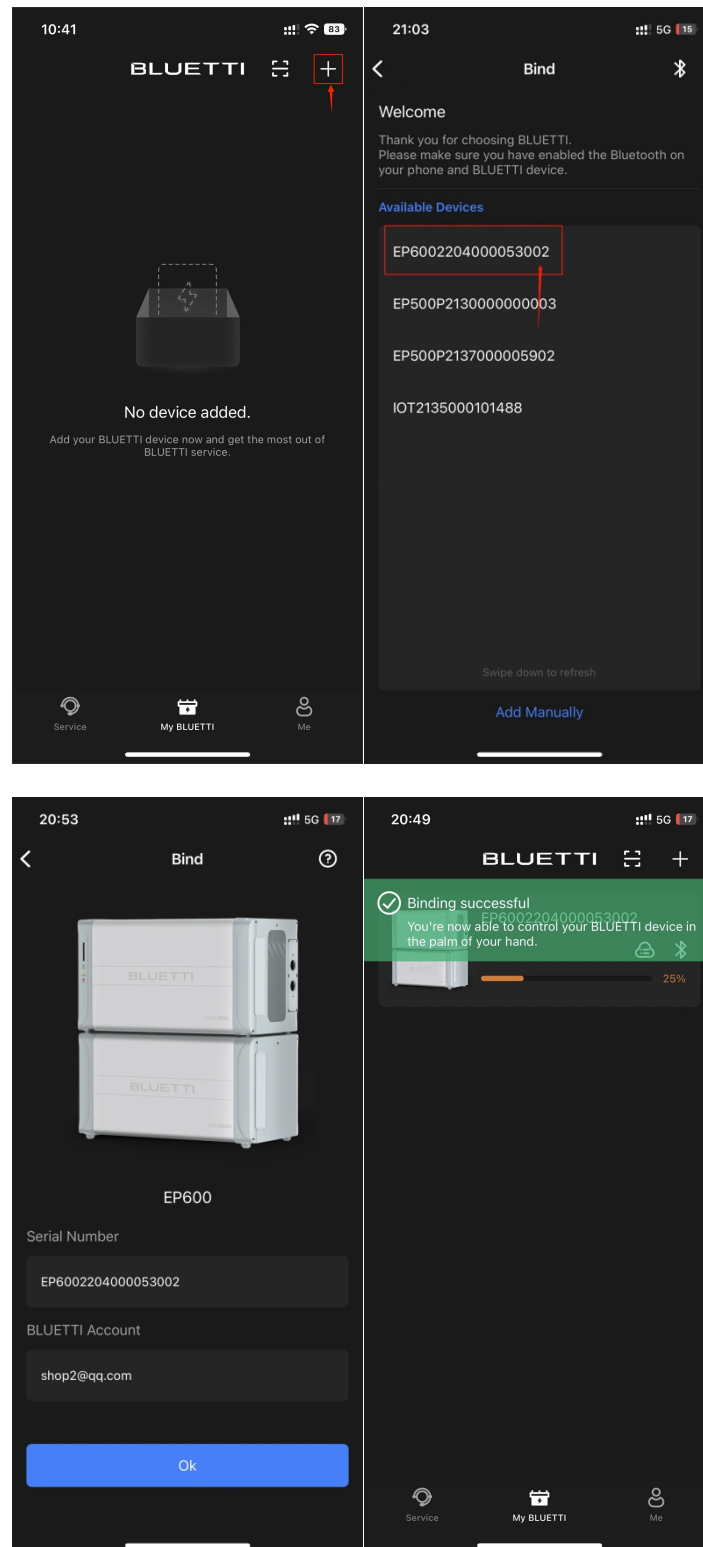 10:41
83
BLUETTI
No device added.
Add your BLUETTI device now and get the most out of
BLUETTI service.
Service
My BLUETTI
Me
21:03
5G 15
Bind
Welcome
Thank you for choosing BLUETTI.
Please make sure you have enabled the Bluetooth on
your phone and BLUETTI device.
Available Devices
EP6002204000053002
EP500P2130000000003
EP500P2137000005902
IOT2135000101488
Swipe down to refresh
Add Manually
20:53
5G 17
Bind
BLUETTI
BLUETTI
EP600
Serial Number
EP6002204000053002
BLUETTI Account
shop2@qq.com
Ok
20:49
5G 17
BLUETTI
Binding successful
EP6002204000053002
You're now able to control your BLUETTI device in
the palm of your hand.
25%
Service
My BLUETTI
Me